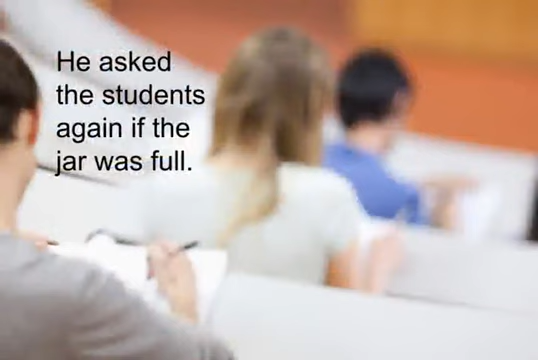 He asked
the students
again if the
jar was full.